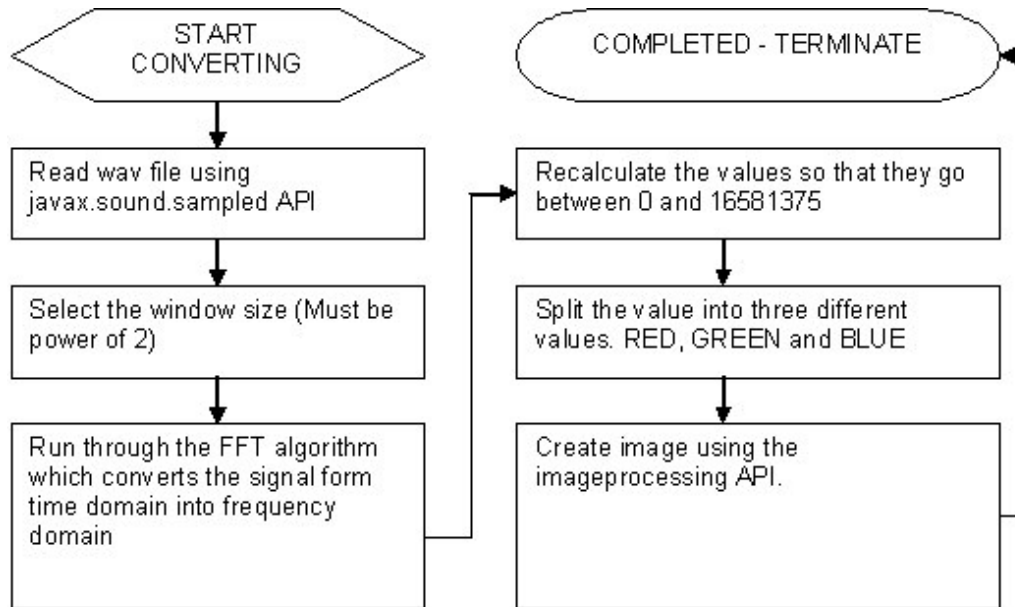 START
CONVERTING
Read wav file using
javax.sound.sampled API
Select the window size (Must be
power of 2)
Run through the FFT algorithm
which converts the signal form
time domain into frequency
domain
COMPLETED - TERMINATE
Recalculate the values so that they go
between 0 and 16581375
Split the value into three different
values. RED, GREEN and BLUE
Create image using the
imageprocessing API.